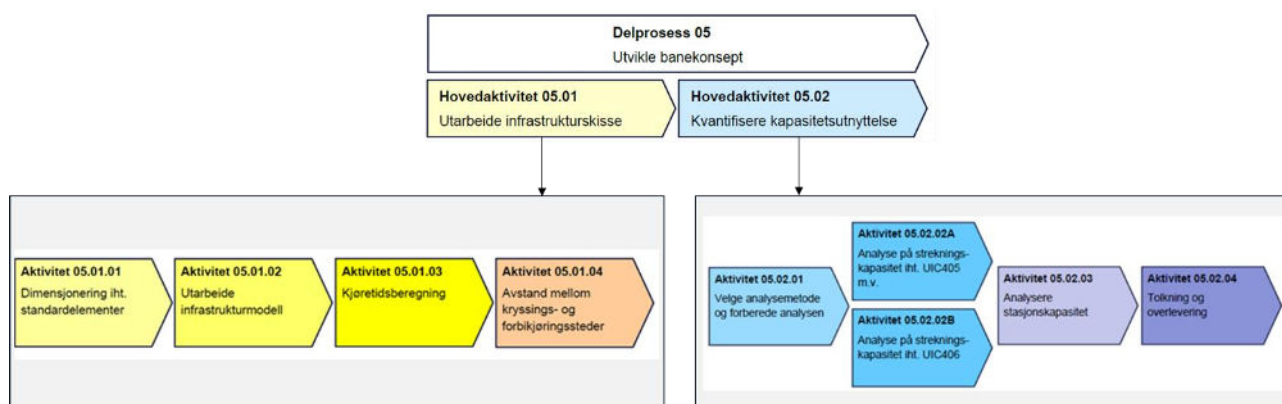 Delprosess 05
Utvikle banekonsept
Hovedaktivitet 05.01
Utarbeide infrastrukturskisse
Hovedaktivitet 05.02
Kvantifisere kapasitetsutnyttelse
Aktivitet 05.01.01
Dimensjonering iht.
standardelementer
Aktivitet 05.01.02
Utarbeide
infrastrukturmodell
Aktivitet 05.01.03
Kjøretidsberegning
Aktivitet 05.01.04
Avstand mellom
kryssings- og
forbikjøringssteder
Aktivitet 05.02.01
Velge analysemetode
og forberede analysen
Aktivitet 05.02.02A
Analyse på streknings-
kapasitet iht. UIC405
m.v.
Aktivitet 05.02.02B
Analyse på streknings-
kapasitet iht. UIC406
Aktivitet 05.02.03
Analysere
stasjonskapasitet
Aktivitet 05.02.04
Tolkning og
overlevering